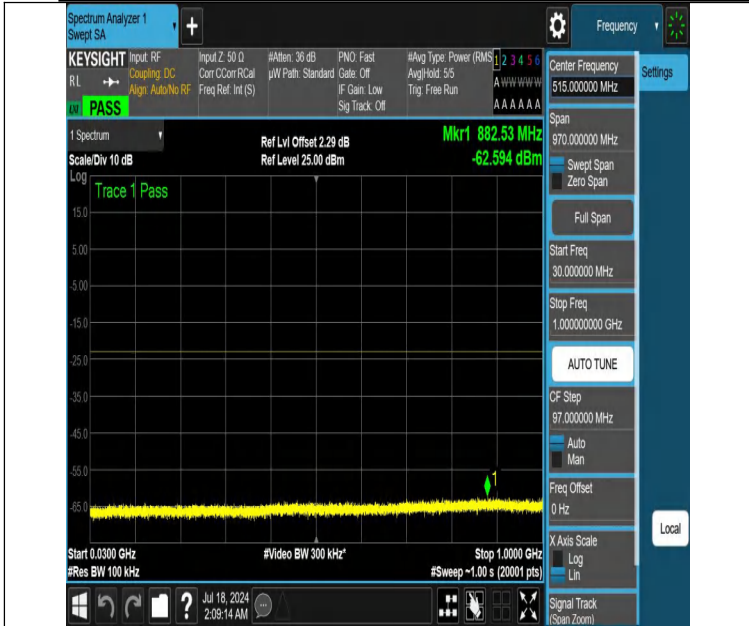 Spectrum Analyzer 1
Swept SA
Frequency
KEYSIGHT
RL
PASS
Input: RF
Coupling: DC
Align: Auto/No RF
Input Z: 50 Ω
Corr CCorr RCal
Freq Ref: Int (S)
#Atten: 36 dB
µW Path: Standard
PNO: Fast
Gate: Off
IF Gain: Low
Sig Track: Off
#Avg Type: Power (RMS
Avg|Hold: 5/5
Trig: Free Run
1 2 3 4 5 6
A W W W W W
A A A A A A
1 Spectrum
Scale/Div 10 dB
Ref Lvl Offset 2.29 dB
Ref Level 25.00 dBm
Mkr1 882.53 MHz
-62.594 dBm
Log
Trace 1 Pass
15.0
5.00
-5.00
-15.0
-25.0
-35.0
-45.0
-55.0
-65.0
1
Start 0.0300 GHz
#Res BW 100 kHz
#Video BW 300 kHz*
Stop 1.0000 GHz
#Sweep ~1.00 s (20001 pts)
Jul 18, 2024
2:09:14 AM
Center Frequency
515.000000 MHz
Settings
Span
970.000000 MHz
Swept Span
Zero Span
Full Span
Start Freq
30.000000 MHz
Stop Freq
1.000000000 GHz
AUTO TUNE
CF Step
97.000000 MHz
Auto
Man
Freq Offset
0 Hz
Local
X Axis Scale
Log
Lin
Signal Track
(Span Zoom)